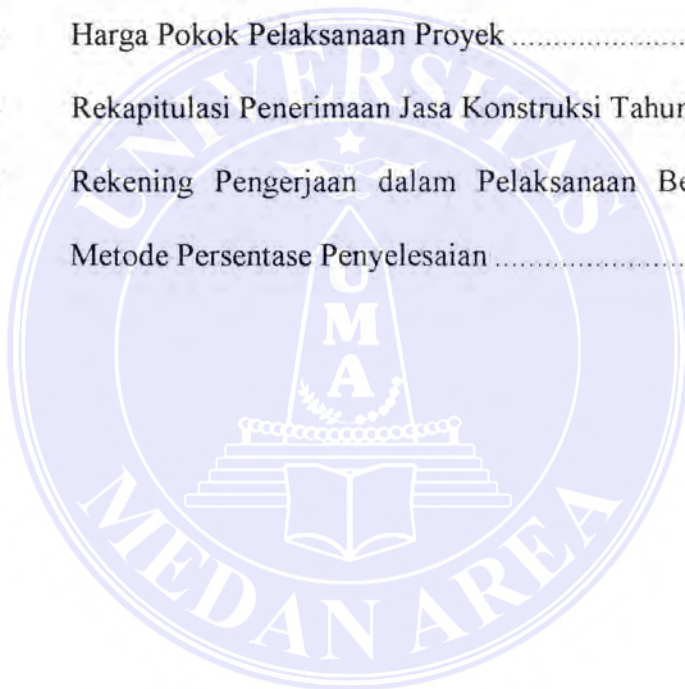 Harga Pokok Pelaksanaan Proyek ........................
Rekapitulasi Penerimaan Jasa Konstruksi Tahun
Rekening Pengerjaan dalam Pelaksanaan Be
Metode Persentase Penyelesaian ........................
UNIVERSITAS
UMA
MEDAN AREA